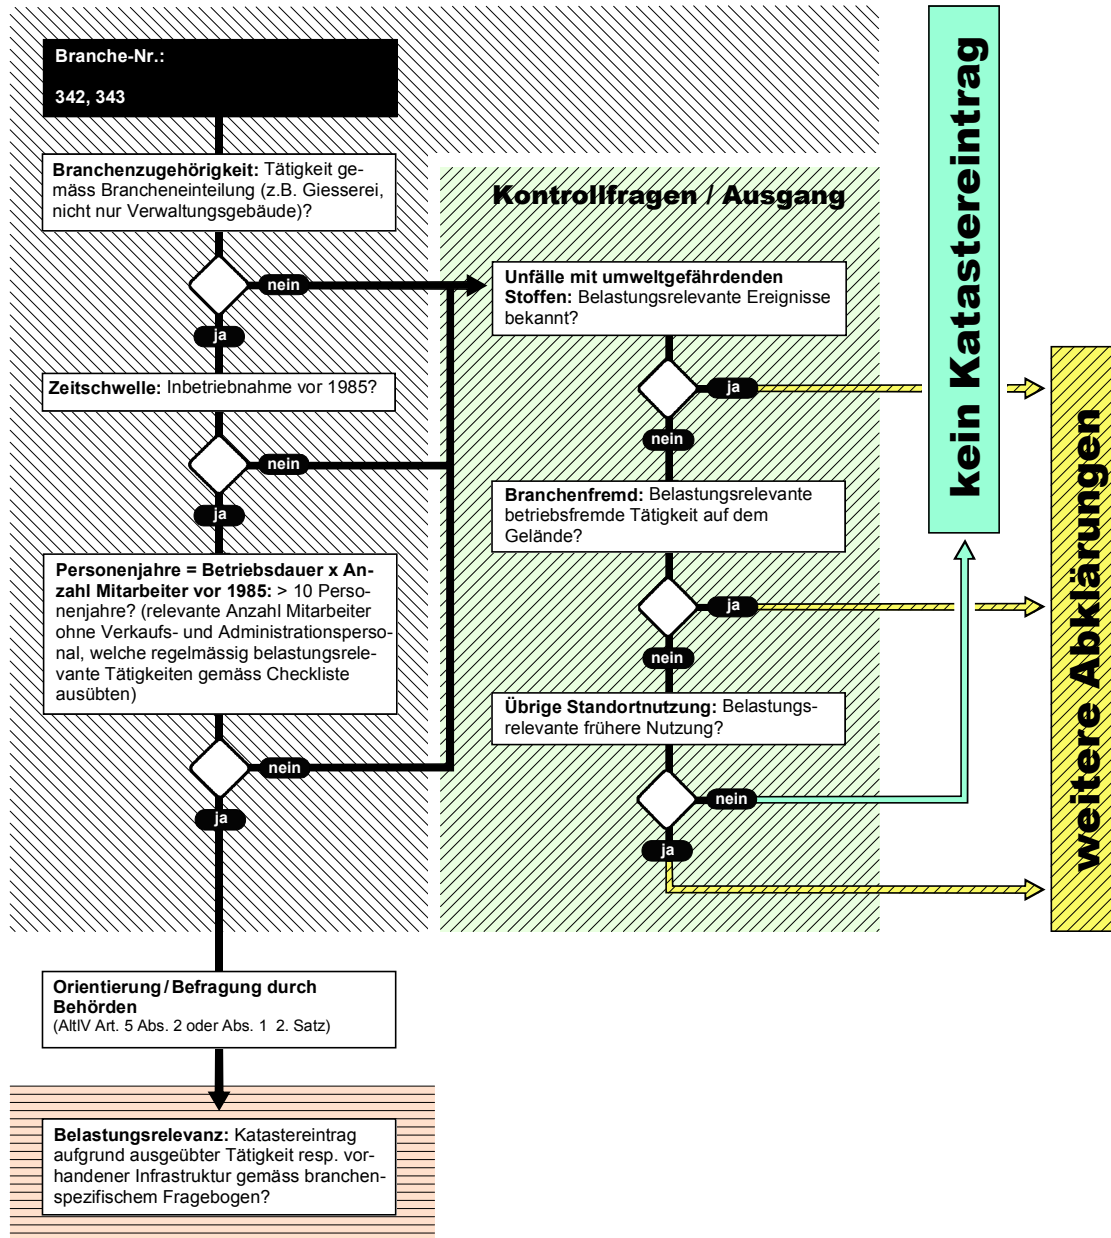 Branche-Nr.:
342, 343
Branchenzugehörigkeit: Tätigkeit ge-
mäss Brancheneinteilung (z.B. Giesserei,
nicht nur Verwaltungsgebäude)?
nein
ja
Zeitschwelle: Inbetriebnahme vor 1985?
nein
ja
Personenjahre = Betriebsdauer x An-
zahl Mitarbeiter vor 1985: > 10 Perso-
nenjahre? (relevante Anzahl Mitarbeiter
ohne Verkaufs- und Administrationsperso-
nal, welche regelmässig belastungsrele-
vante Tätigkeiten gemäss Checkliste
ausübten)
nein
ja
Orientierung / Befragung durch
Behörden
(AltlV Art. 5 Abs. 2 oder Abs. 1 2. Satz)
Belastungsrelevanz: Katastereintrag
aufgrund ausgeübter Tätigkeit resp. vor-
handener Infrastruktur gemäss branchen-
spezifischem Fragebogen?
Kontrollfragen / Ausgang
Unfälle mit umweltgefährdenden
Stoffen: Belastungsrelevante Ereignisse
bekannt?
ja
nein
Branchenfremd: Belastungsrelevante
betriebsfremde Tätigkeit auf dem
Gelände?
ja
nein
Übrige Standortnutzung: Belastungs-
relevante frühere Nutzung?
nein
ja
kein Katastereintrag
weitere Abklärungen